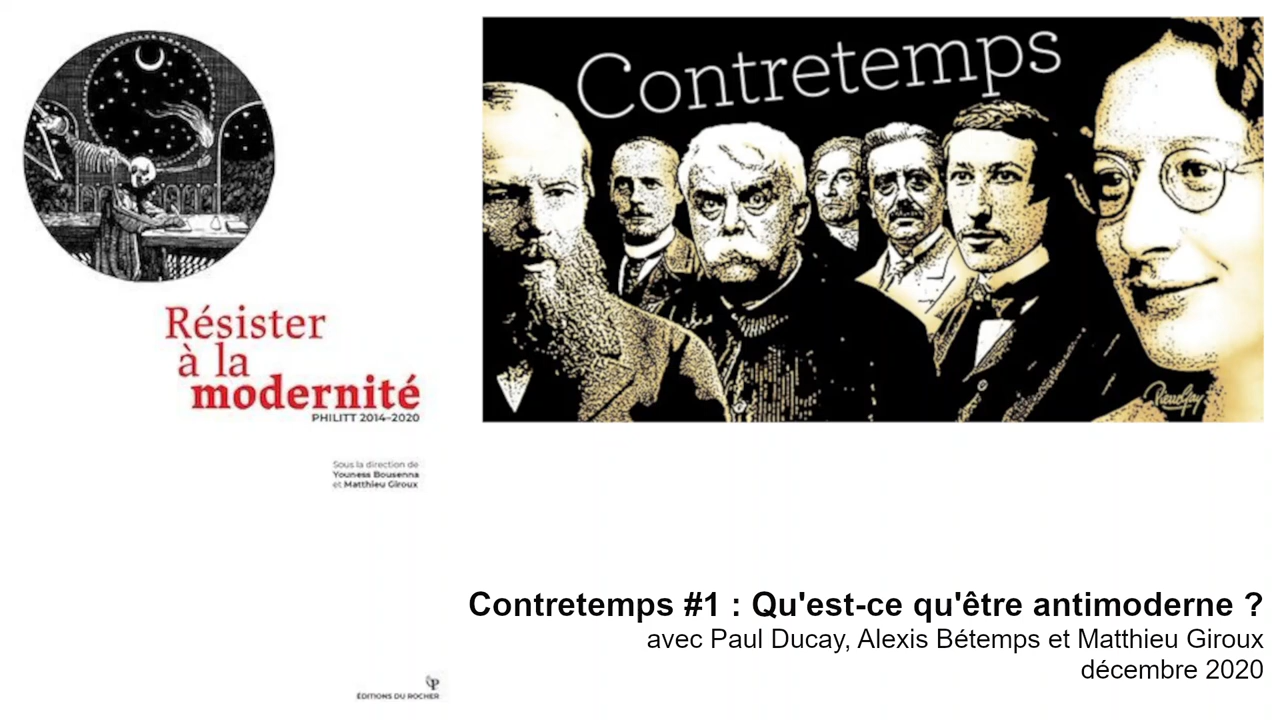 Contretemps
Résister
à la
modernité
PHILITT 2014-2020
Sous la direction de
Youness Bousenna
et Matthieu Giroux
PierroGay
ÉDITIONS DU ROCHER
Contretemps #1 : Qu'est-ce qu'être antimoderne ?
avec Paul Ducay, Alexis Bétemps et Matthieu Giroux
décembre 2020